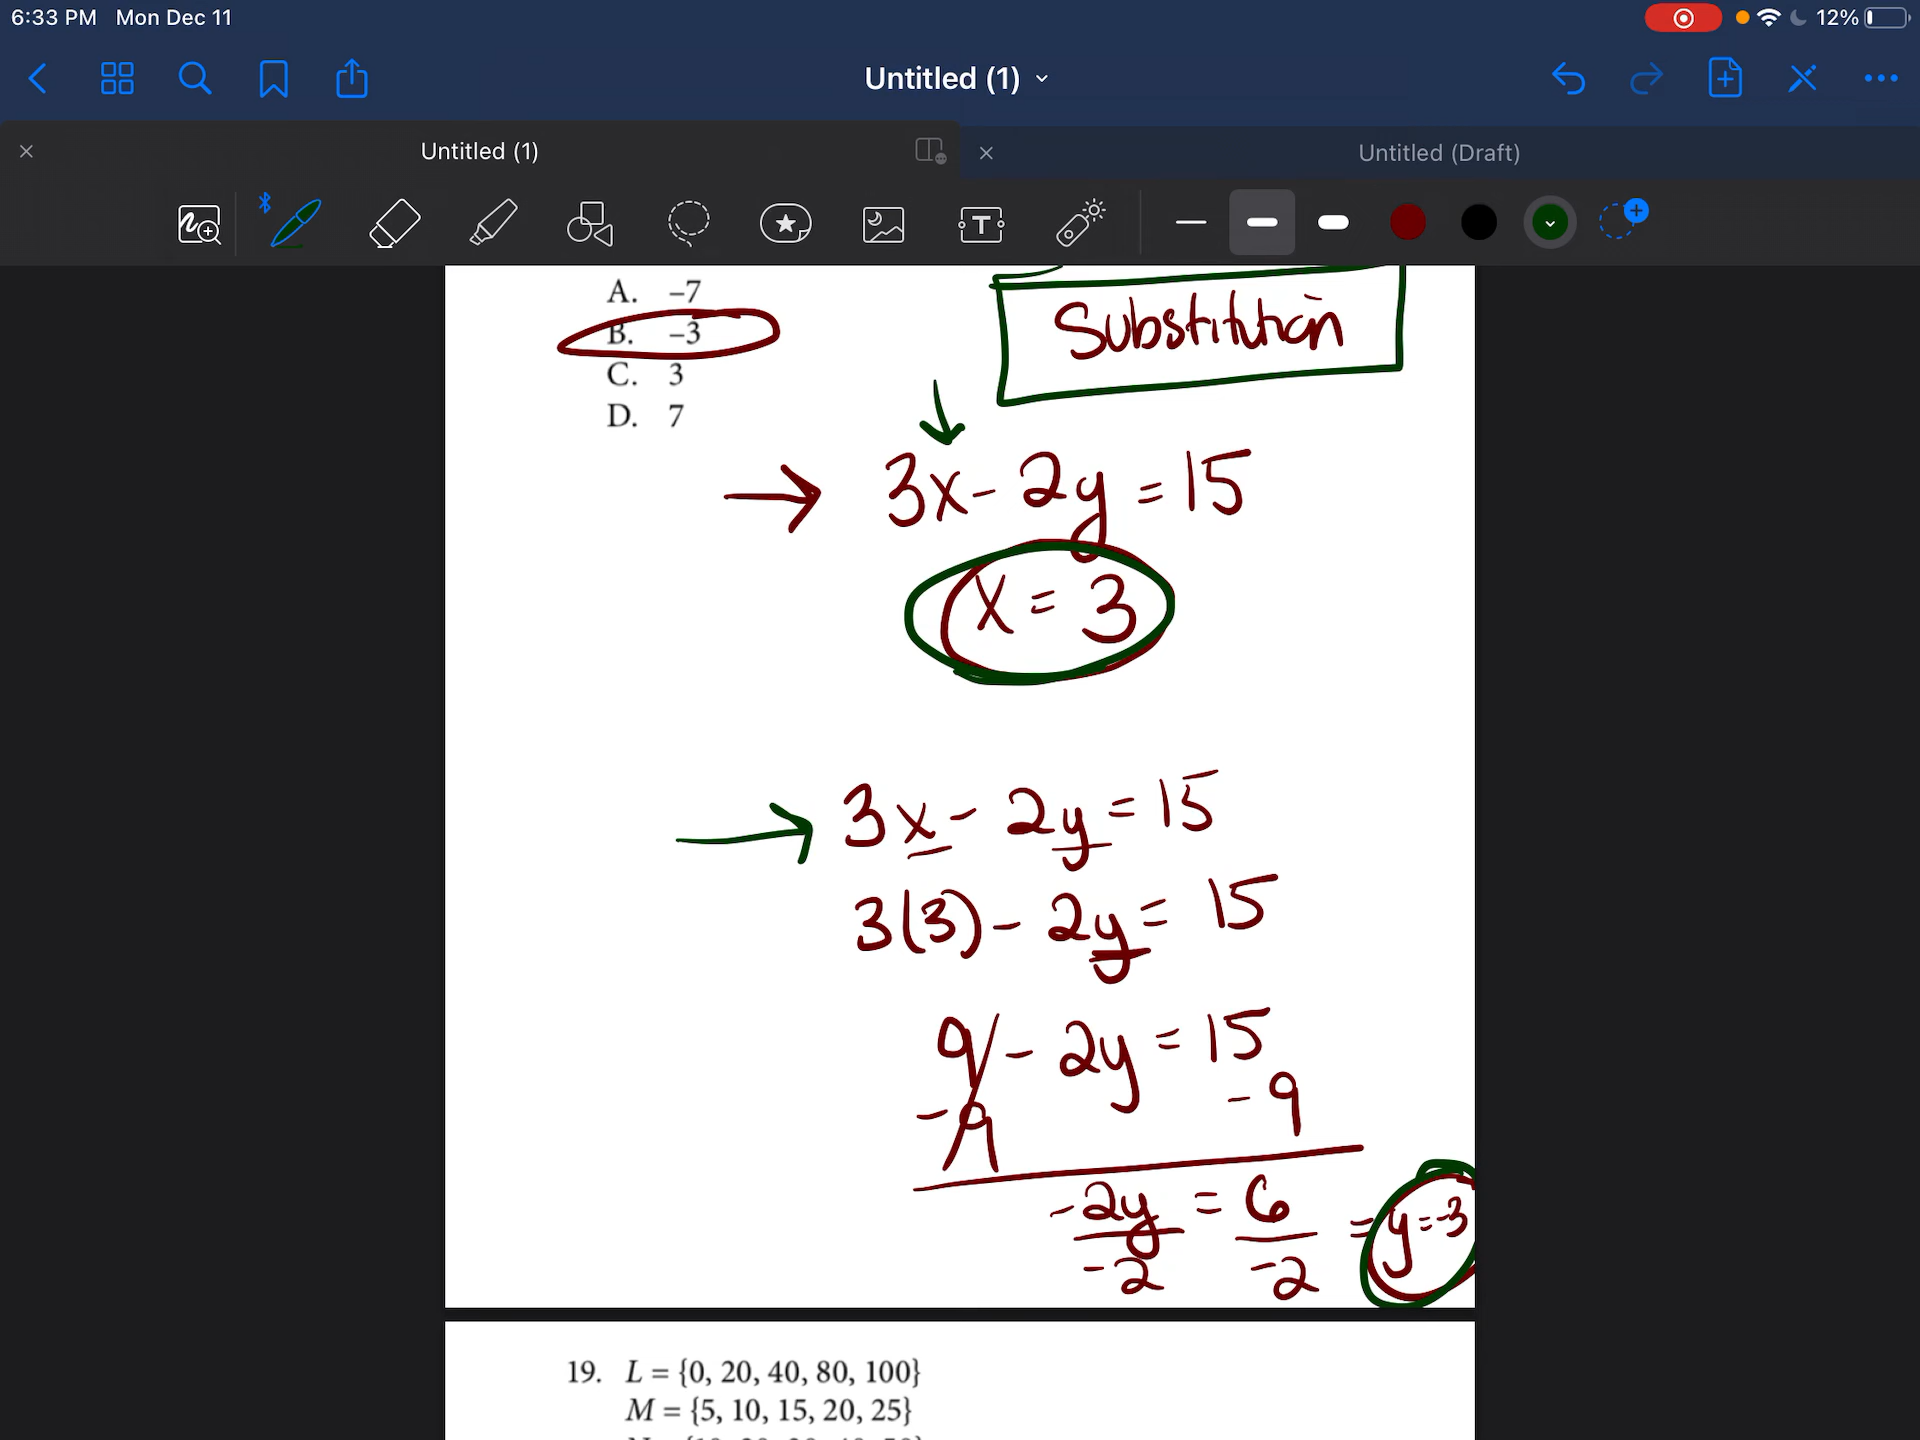 6:33 PM Mon Dec 11 12%
Untitled (1)
Untitled (1) Untitled (Draft)
T
A. –7
B. –3
C. 3
D. 7
Substitution
3x - 2y = 15
x = 3
3x - 2y = 15
3(3) - 2y = 15
9 - 2y = 15
-9 -9
-2y = 6 = y = -3
-2 -2
19. L = {0, 20, 40, 80, 100}
M = {5, 10, 15, 20, 25}